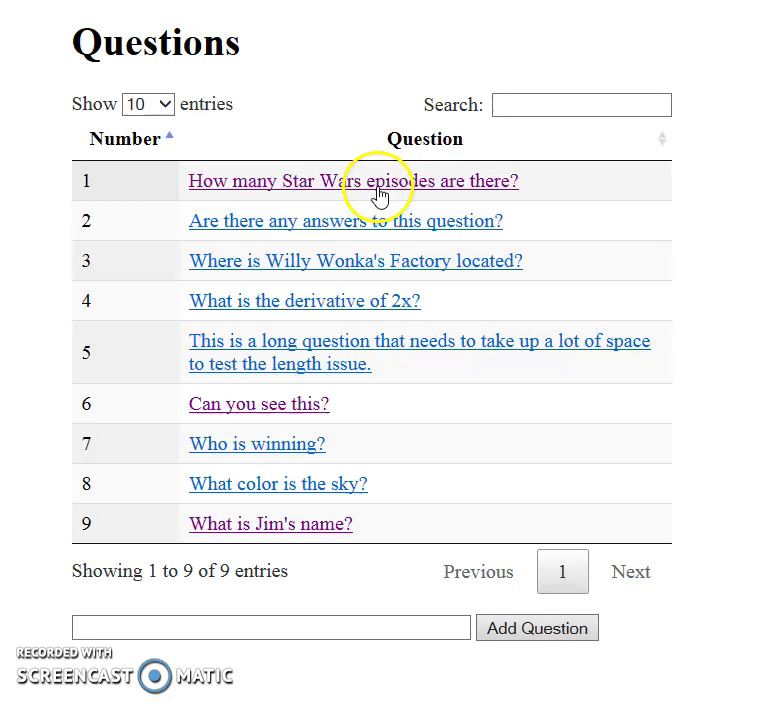 Questions
Show 10 entries Search:
Number Question
1 How many Star Wars episodes are there?
2 Are there any answers to this question?
3 Where is Willy Wonka's Factory located?
4 What is the derivative of 2x?
5 This is a long question that needs to take up a lot of space
to test the length issue.
6 Can you see this?
7 Who is winning?
8 What color is the sky?
9 What is Jim's name?
Showing 1 to 9 of 9 entries Previous 1 Next
Add Question
RECORDED WITH
SCREENCAST MATIC